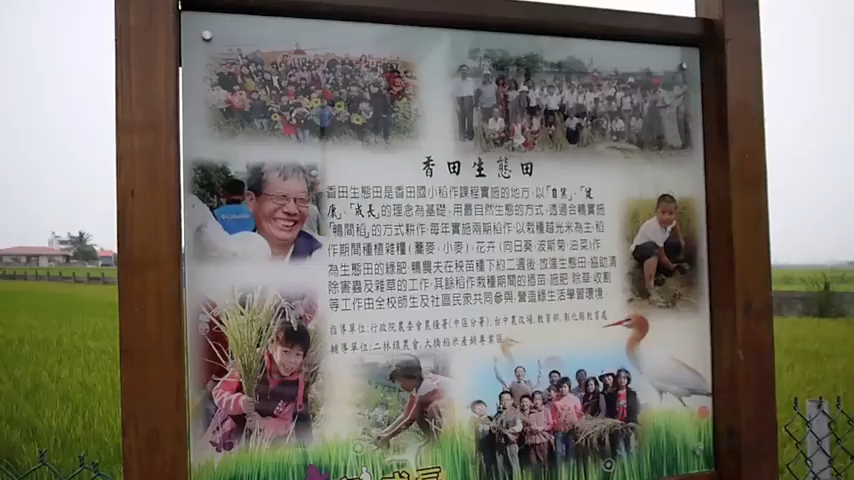 香田生態田
香田生態田是香田國小稻作課程實施的地方，以「自然」、「健
康」、「成長」的理念為基礎，用最自然生態的方式，透過合鴨實施
「鴨間稻」的方式耕作。每年實施兩期稻作，以栽種越光米為主，稻
作期間種植雜糧（蕎麥、小麥）、花卉（向日葵、波斯菊、油菜）作
為生態田的綠肥，鴨農夫在秧苗種下約二週後，放進生態田，協助清
除害蟲及雜草的工作，其餘稻作栽種期間的插苗、施肥、除草、收割
等工作由全校師生及社區民衆共同參與，營造綠生活學習環境。
指導單位：行政院農委會農糧署(中區分署)、台中農改場、教育部、彰化縣教育處
輔導單位：二林鎮農會、大橋稻米產銷專業區
Columbia